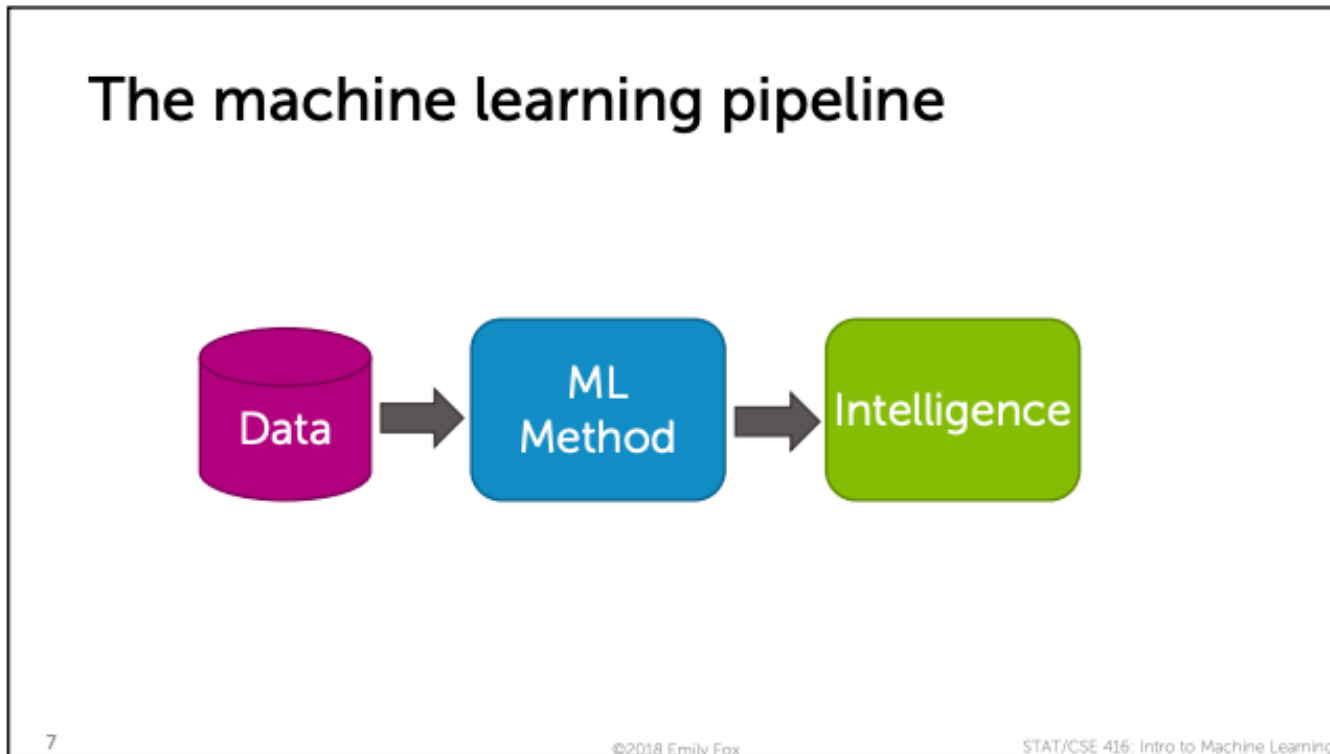 The machine learning pipeline
Data
ML
Method
Intelligence
7
©2018 Emily Fox
STAT/CSE 416: Intro to Machine Learning